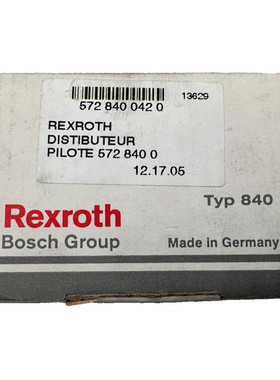 572 840 042 0
13629
REXROTH
DISTIBUTEUR
PILOTE 572 840 0
12.17.05
Typ 840
Rexroth
Bosch Group
Made in Germany